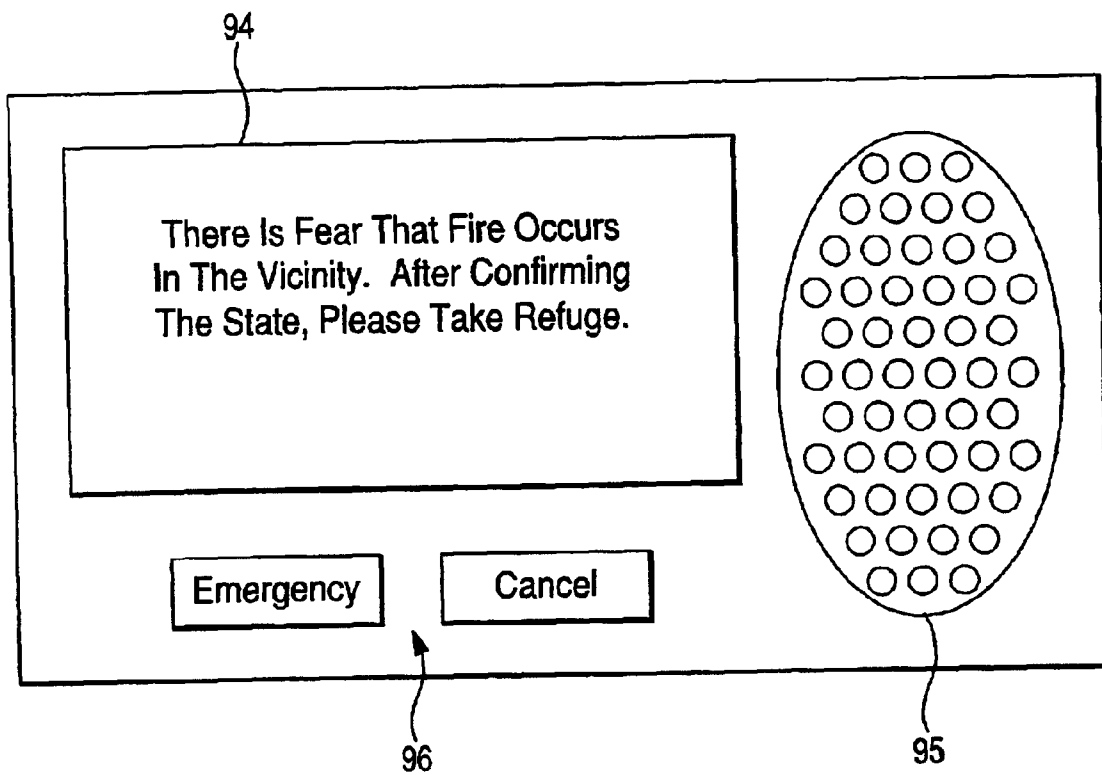 94
There Is Fear That Fire Occurs
In The Vicinity. After Confirming
The State, Please Take Refuge.
Emergency
Cancel
96
95